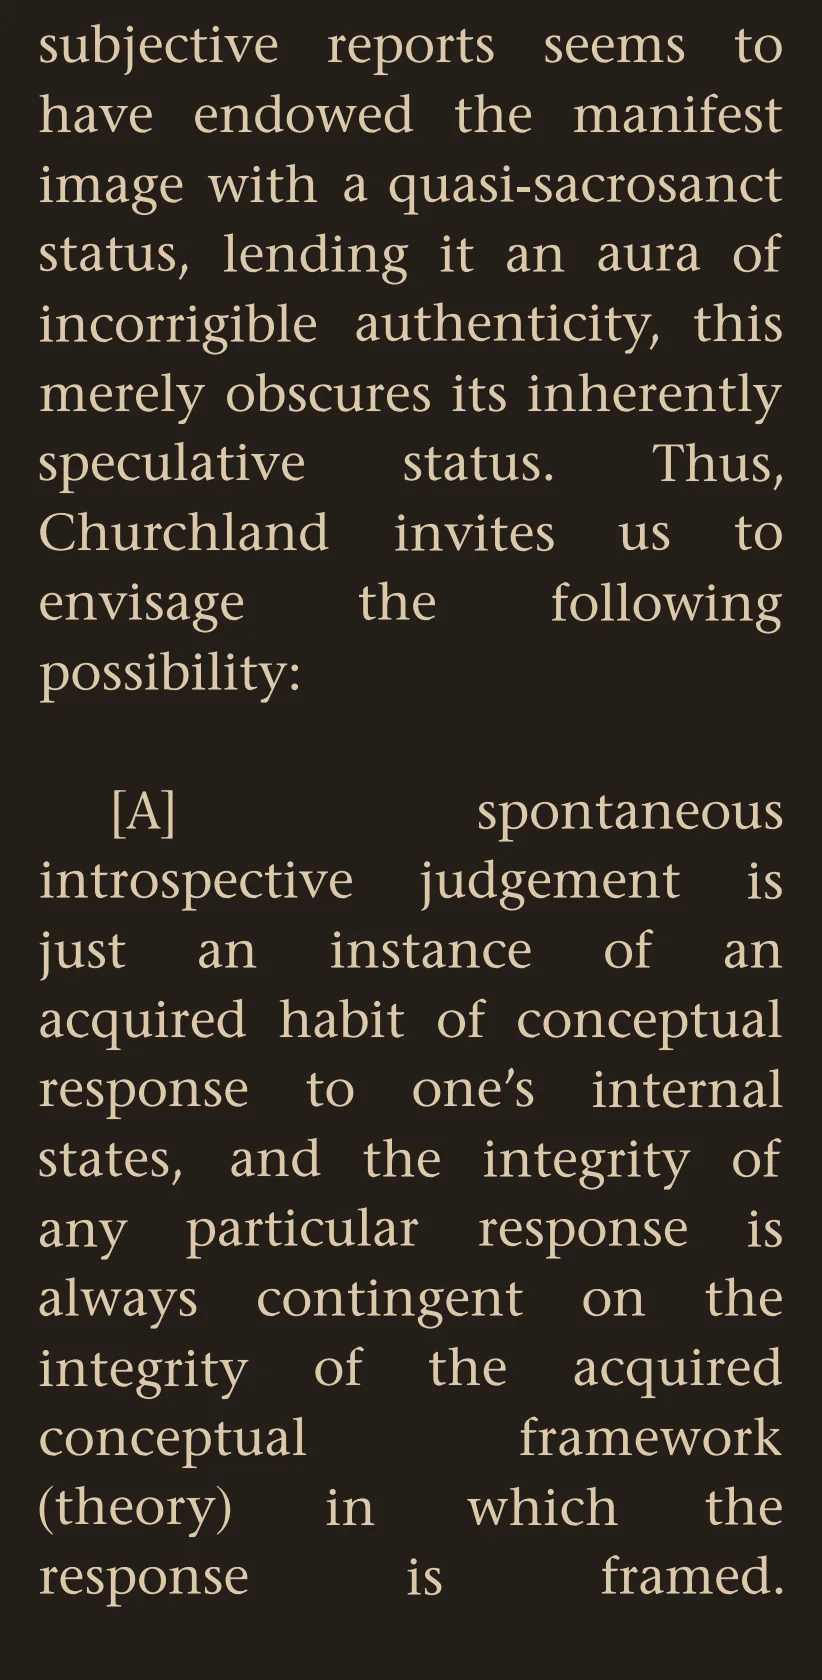 subjective reports seems to
have endowed the manifest
image with a quasi-sacrosanct
status, lending it an aura of
incorrigible authenticity, this
merely obscures its inherently
speculative status. Thus,
Churchland invites us to
envisage the following
possibility:
[A] spontaneous
introspective judgement is
just an instance of an
acquired habit of conceptual
response to one’s internal
states, and the integrity of
any particular response is
always contingent on the
integrity of the acquired
conceptual framework
(theory) in which the
response is framed.